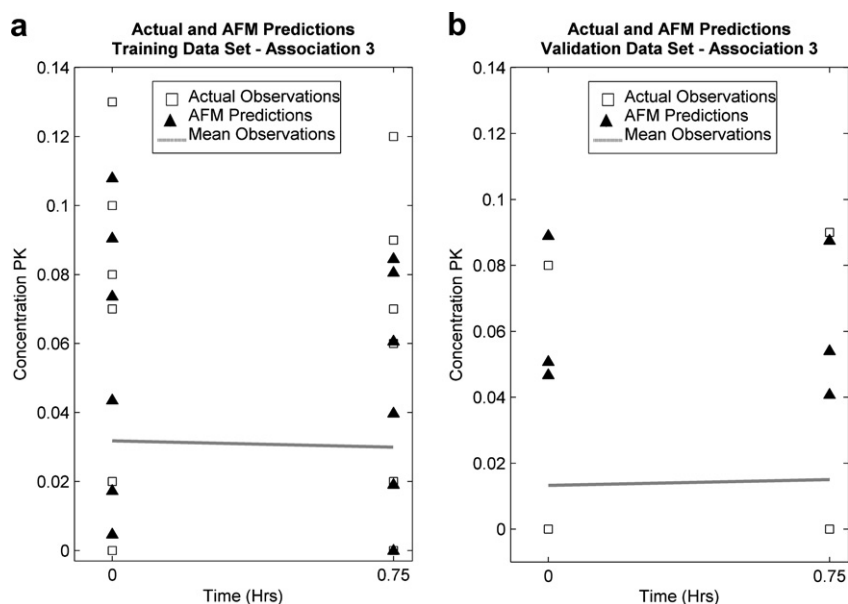 a
Actual and AFM Predictions
Training Data Set - Association 3
0.14
0.12
0.1
0.08
0.06
0.04
0.02
0
Concentration PK
Actual Observations
AFM Predictions
Mean Observations
0
0.75
Time (Hrs)
b
Actual and AFM Predictions
Validation Data Set - Association 3
0.14
0.12
0.1
0.08
0.06
0.04
0.02
0
Concentration PK
Actual Observations
AFM Predictions
Mean Observations
0
0.75
Time (Hrs)